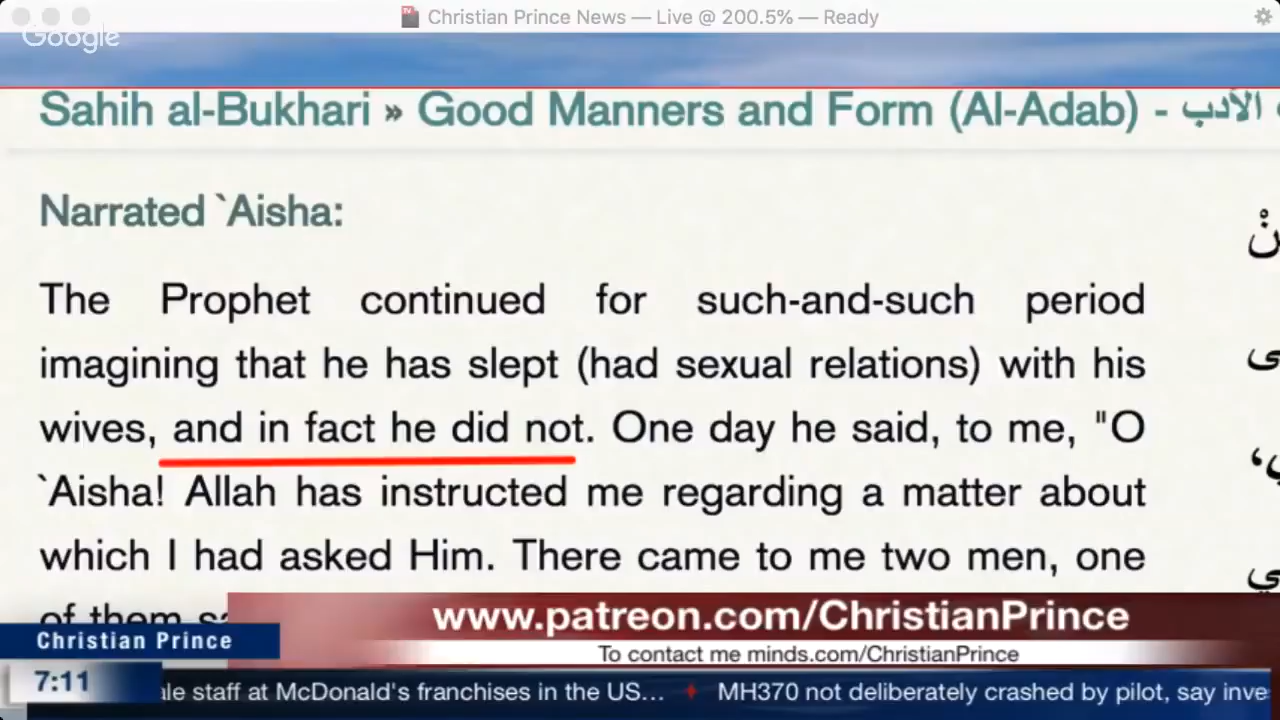 Christian Prince News — Live @ 200.5% — Ready
Google
Sahih al-Bukhari » Good Manners and Form (Al-Adab) - الأدب
Narrated `Aisha:
The Prophet continued for such-and-such period
imagining that he has slept (had sexual relations) with his
wives, and in fact he did not. One day he said, to me, "O
`Aisha! Allah has instructed me regarding a matter about
which I had asked Him. There came to me two men, one
of them
www.patreon.com/ChristianPrince
Christian Prince
To contact me minds.com/ChristianPrince
7:11
ale staff at McDonald's franchises in the US... ♦ MH370 not deliberately crashed by pilot, say inve